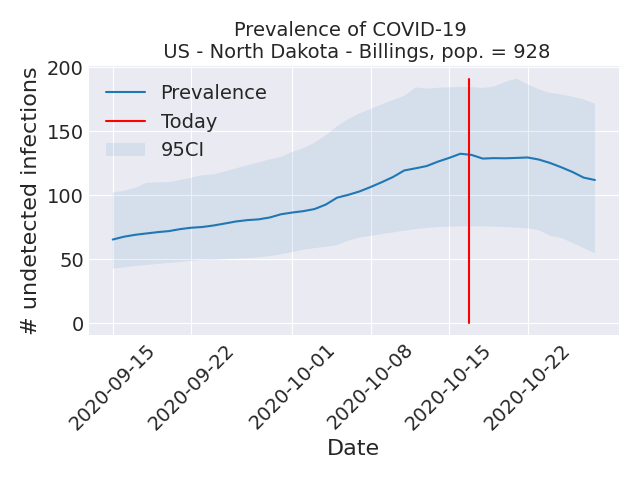 Prevalence of COVID-19
US - North Dakota - Billings, pop. = 928
# undetected infections
200
150
100
50
0
Prevalence
Today
95CI
2020-09-15
2020-09-22
2020-10-01
2020-10-08
2020-10-15
2020-10-22
Date